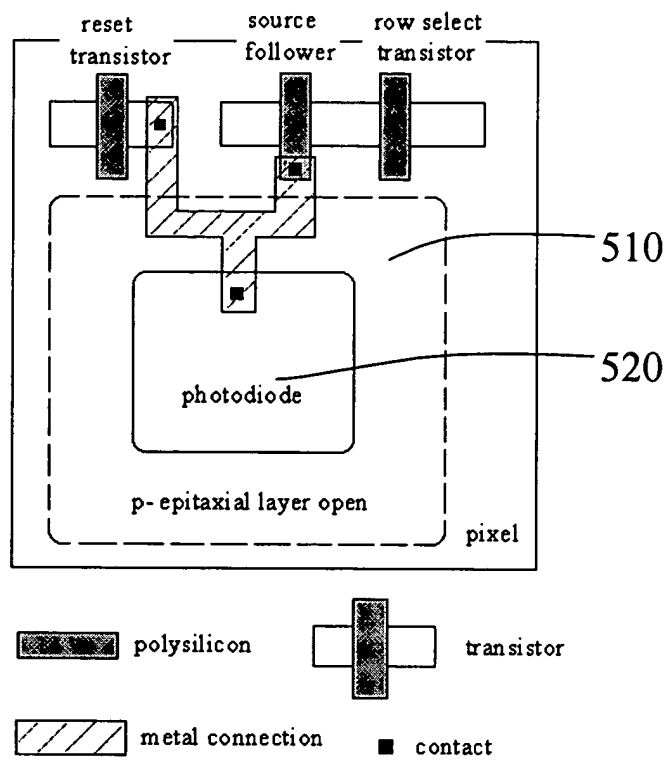 reset
transistor
source
follower
row select
transistor
510
520
photodiode
p- epitaxial layer open
pixel
polysilicon
transistor
metal connection
contact